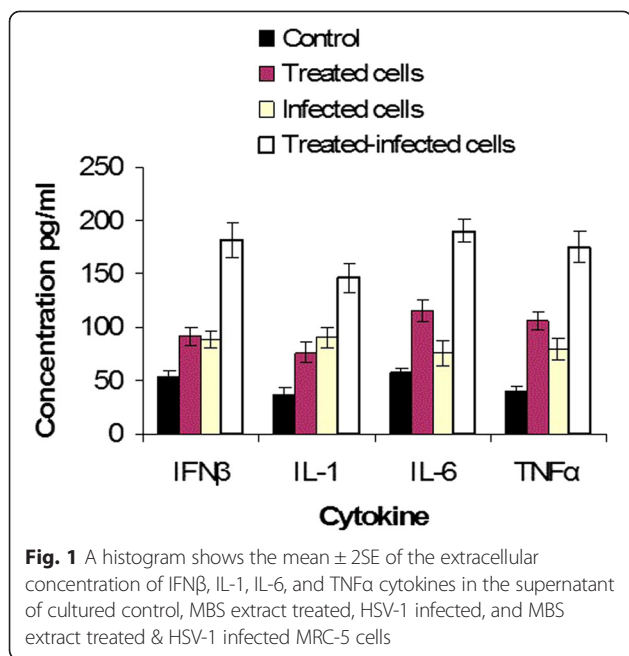 Control
Treated cells
Infected cells
Treated-infected cells
250
200
150
100
50
0
Concentration pg/ml
IFNβ IL-1 IL-6 TNFα
Cytokine
Fig. 1 A histogram shows the mean ± 2SE of the extracellular
concentration of IFNβ, IL-1, IL-6, and TNFα cytokines in the supernatant
of cultured control, MBS extract treated, HSV-1 infected, and MBS
extract treated & HSV-1 infected MRC-5 cells